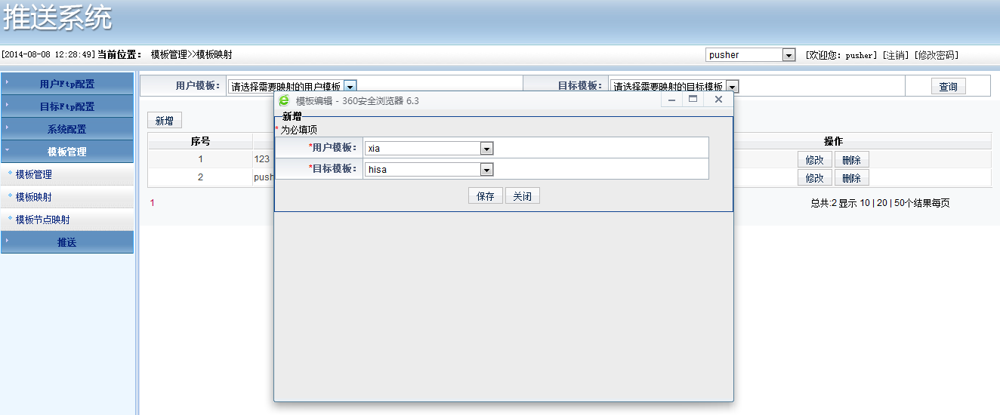 推送系统
[2014-08-08 12:28:49] 当前位置： 模板管理>>模板映射
pusher [欢迎您：pusher] [注销] [修改密码]
用户Ftp配置
目标Ftp配置
系统配置
模板管理
模板管理
模板映射
模板节点映射
推送
用户模板： 请选择需要映射的用户模板 目标模板： 请选择需要映射的目标模板 查询
新增
序号 操作
1 123 修改 删除
2 push 修改 删除
1 总共:2 显示 10 | 20 | 50个结果每页
模板编辑 - 360安全浏览器 6.3
新增
* 为必填项
*用户模板： xia
*目标模板： hisa
保存 关闭